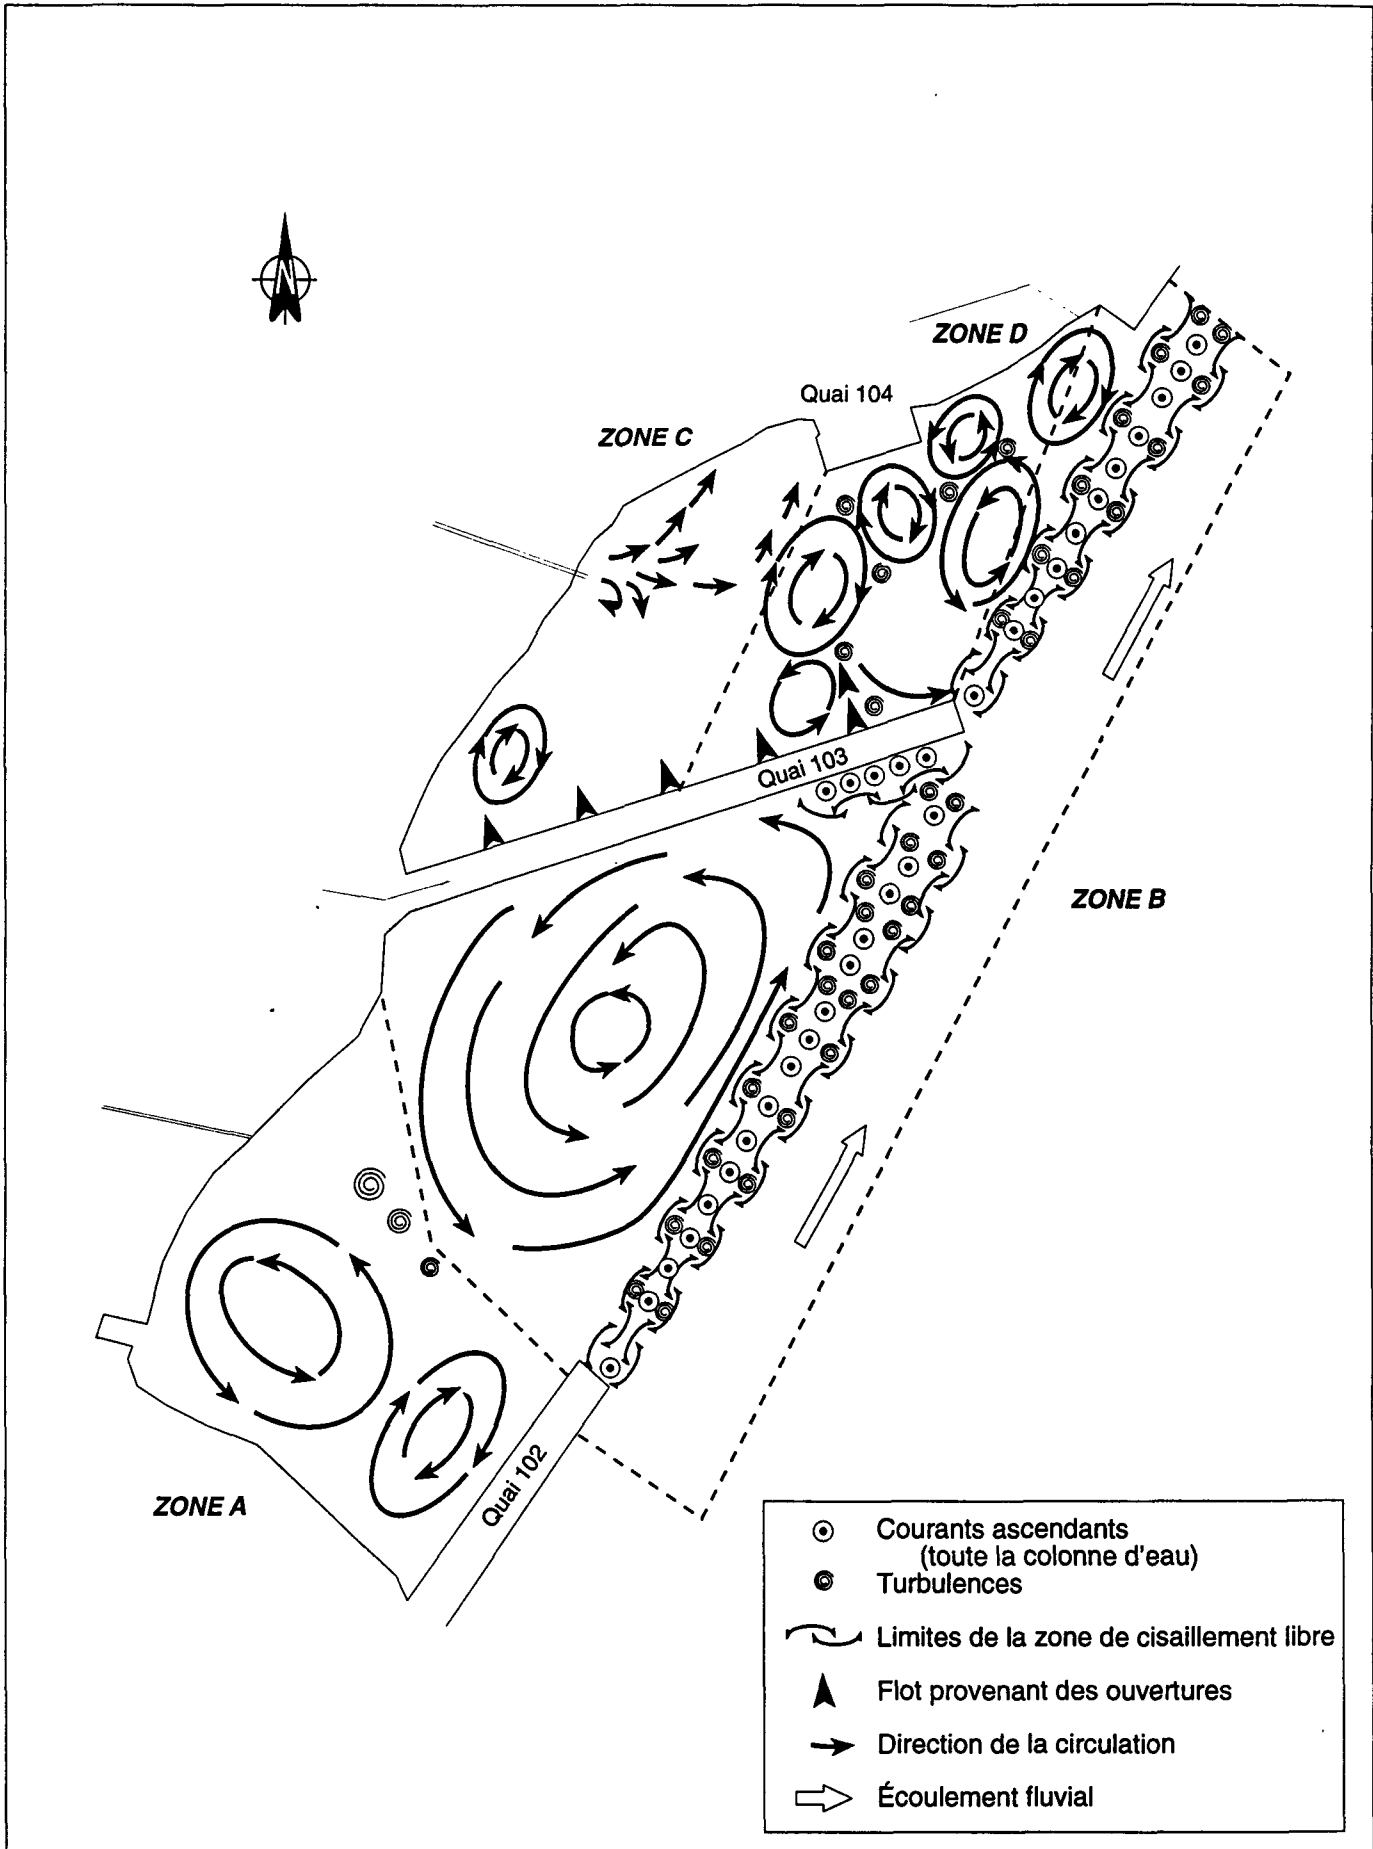 N
ZONE D
Quai 104
ZONE C
Quai 103
ZONE B
Quai 102
ZONE A
Courants ascendants
(toute la colonne d'eau)
Turbulences
Limites de la zone de cisaillement libre
Flot provenant des ouvertures
Direction de la circulation
Écoulement fluvial